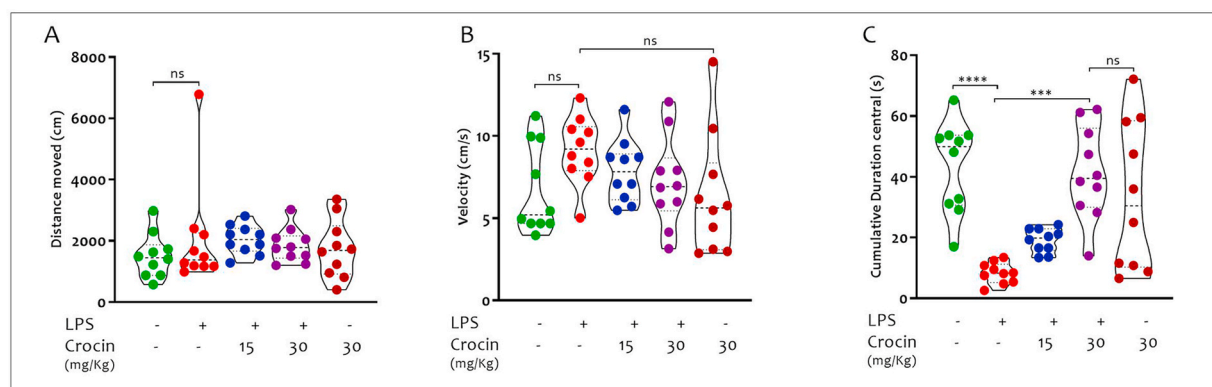 A
Distance moved (cm)
8000
6000
4000
2000
0
ns
LPS - + + + -
Crocin - - 15 30 30
(mg/Kg)
B
Velocity (cm/s)
15
10
5
0
ns
ns
LPS - + + + -
Crocin - - 15 30 30
(mg/Kg)
C
Cumulative Duration central (s)
80
60
40
20
0
ns
****
***
LPS - + + + -
Crocin - - 15 30 30
(mg/Kg)